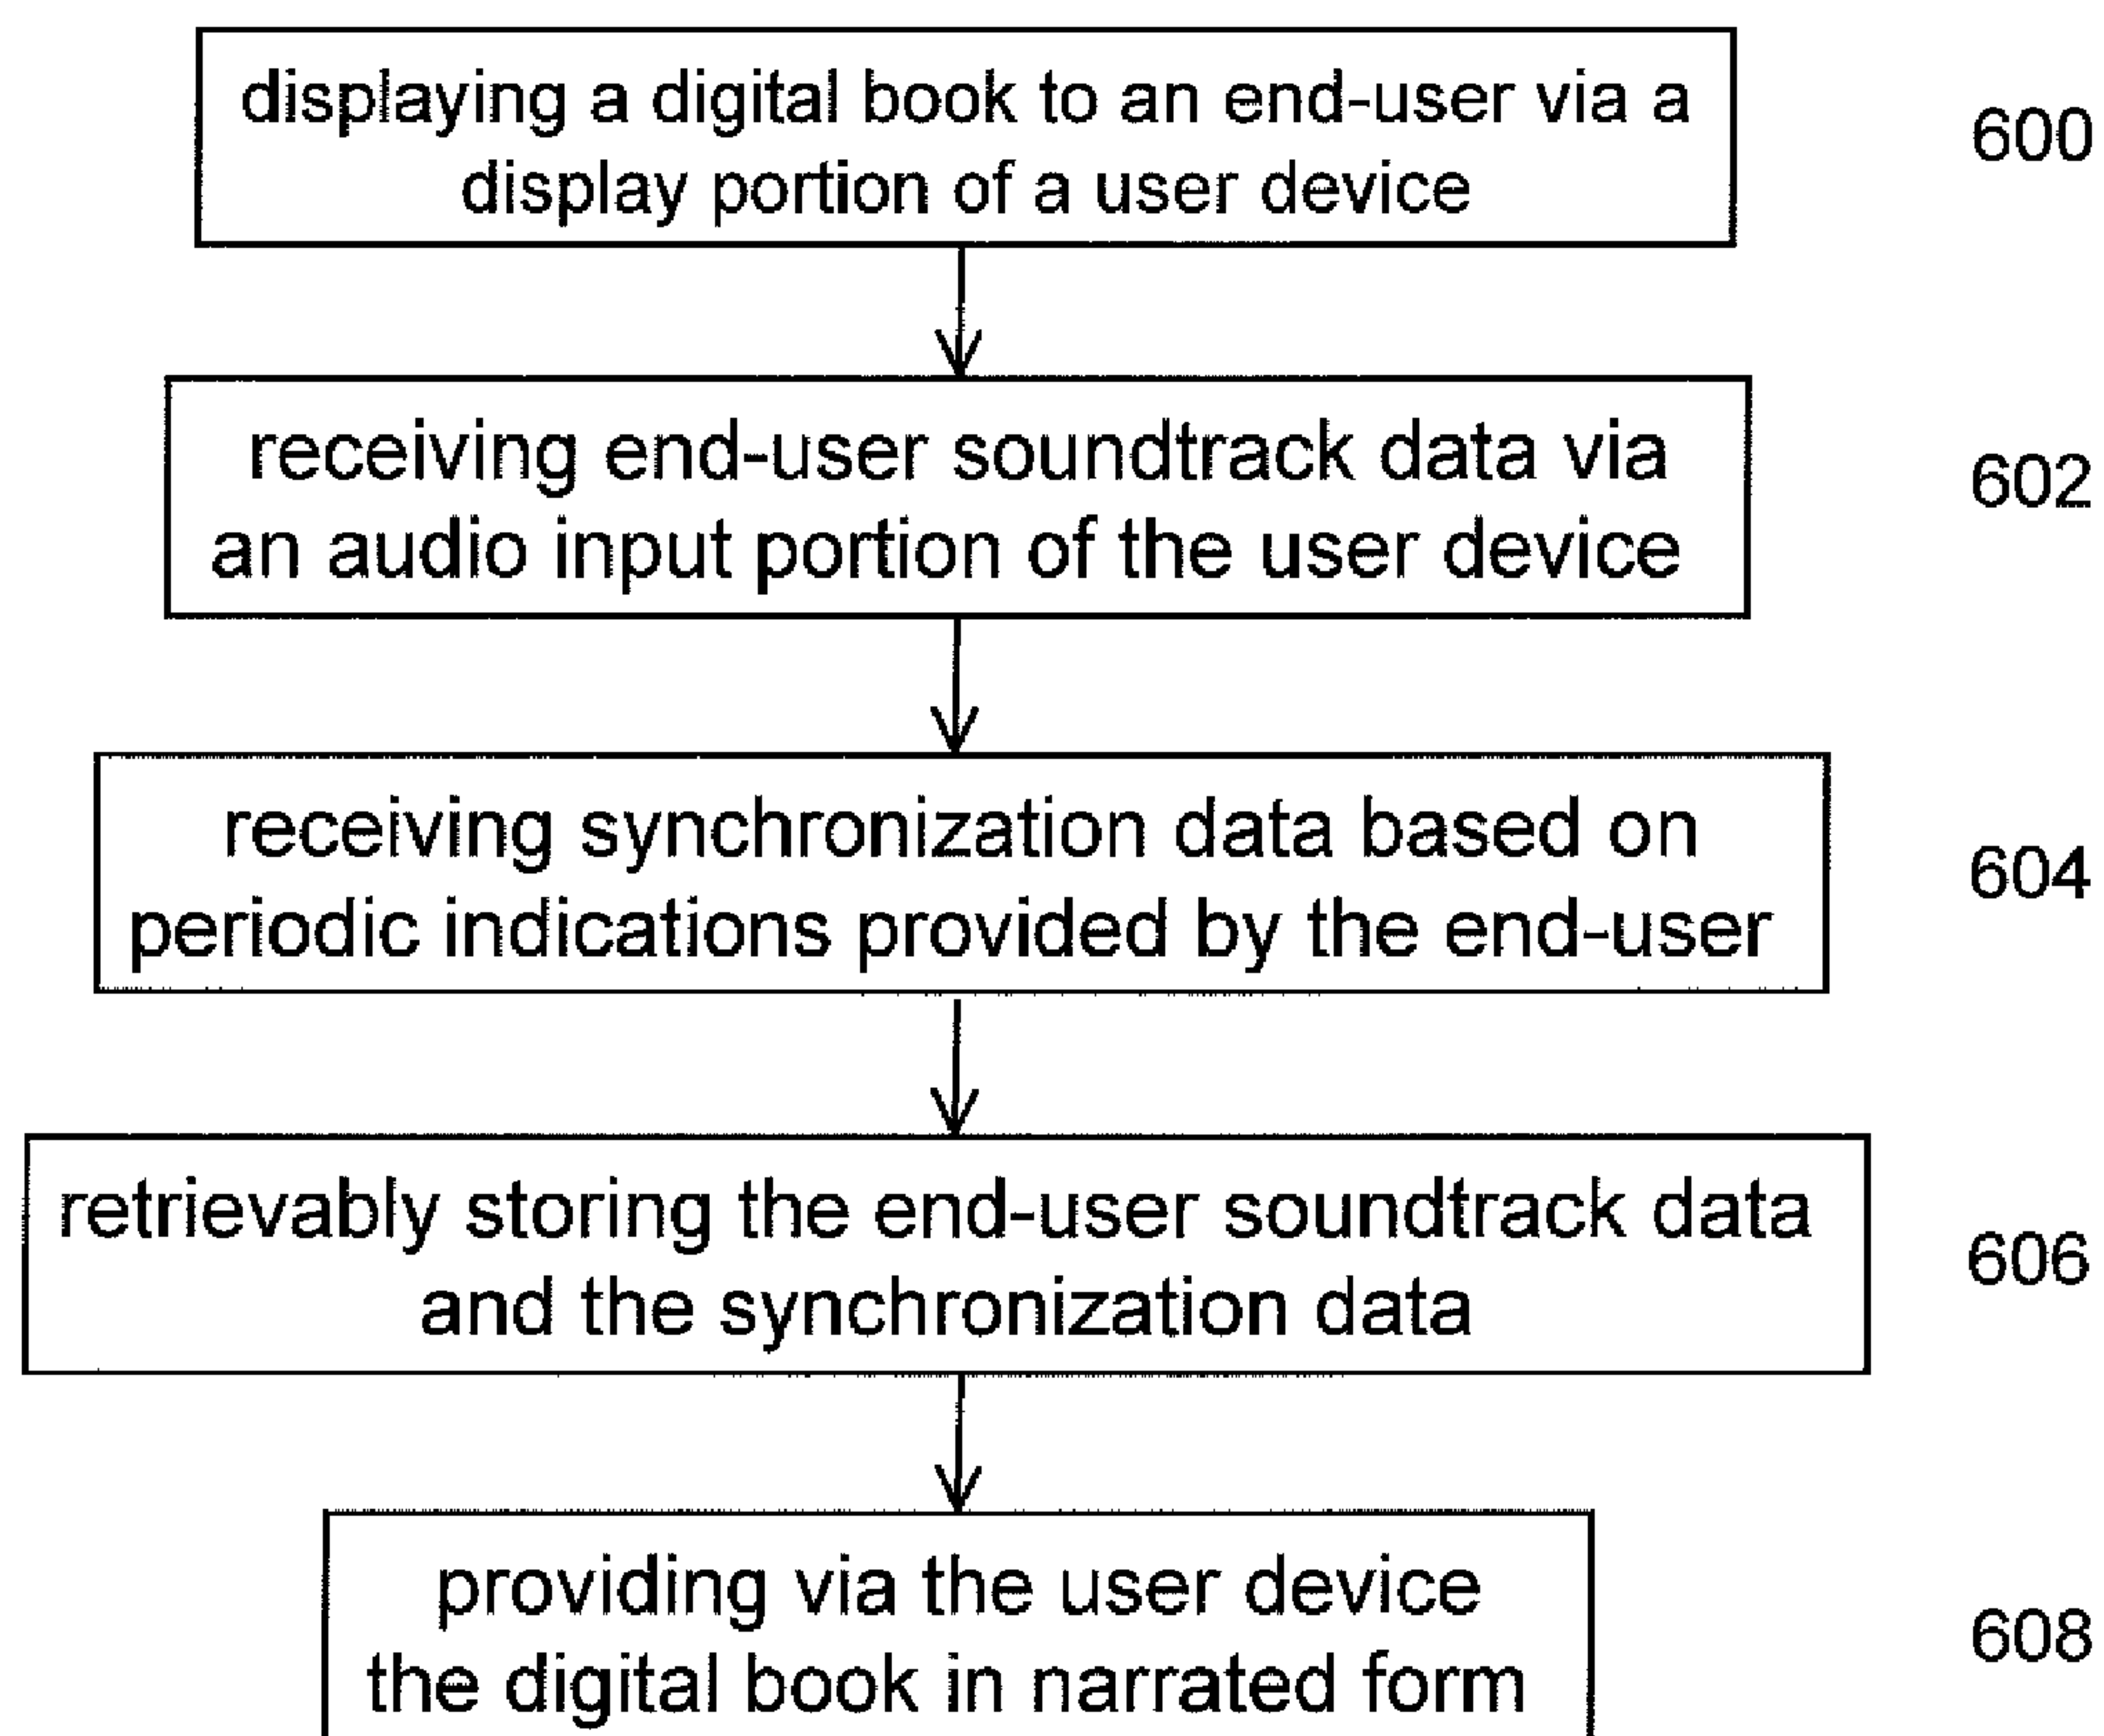 displaying a digital book to an end-user via a
display portion of a user device
600
receiving end-user soundtrack data via
an audio input portion of the user device
602
receiving synchronization data based on
periodic indications provided by the end-user
604
retrievably storing the end-user soundtrack data
and the synchronization data
606
providing via the user device
the digital book in narrated form
608